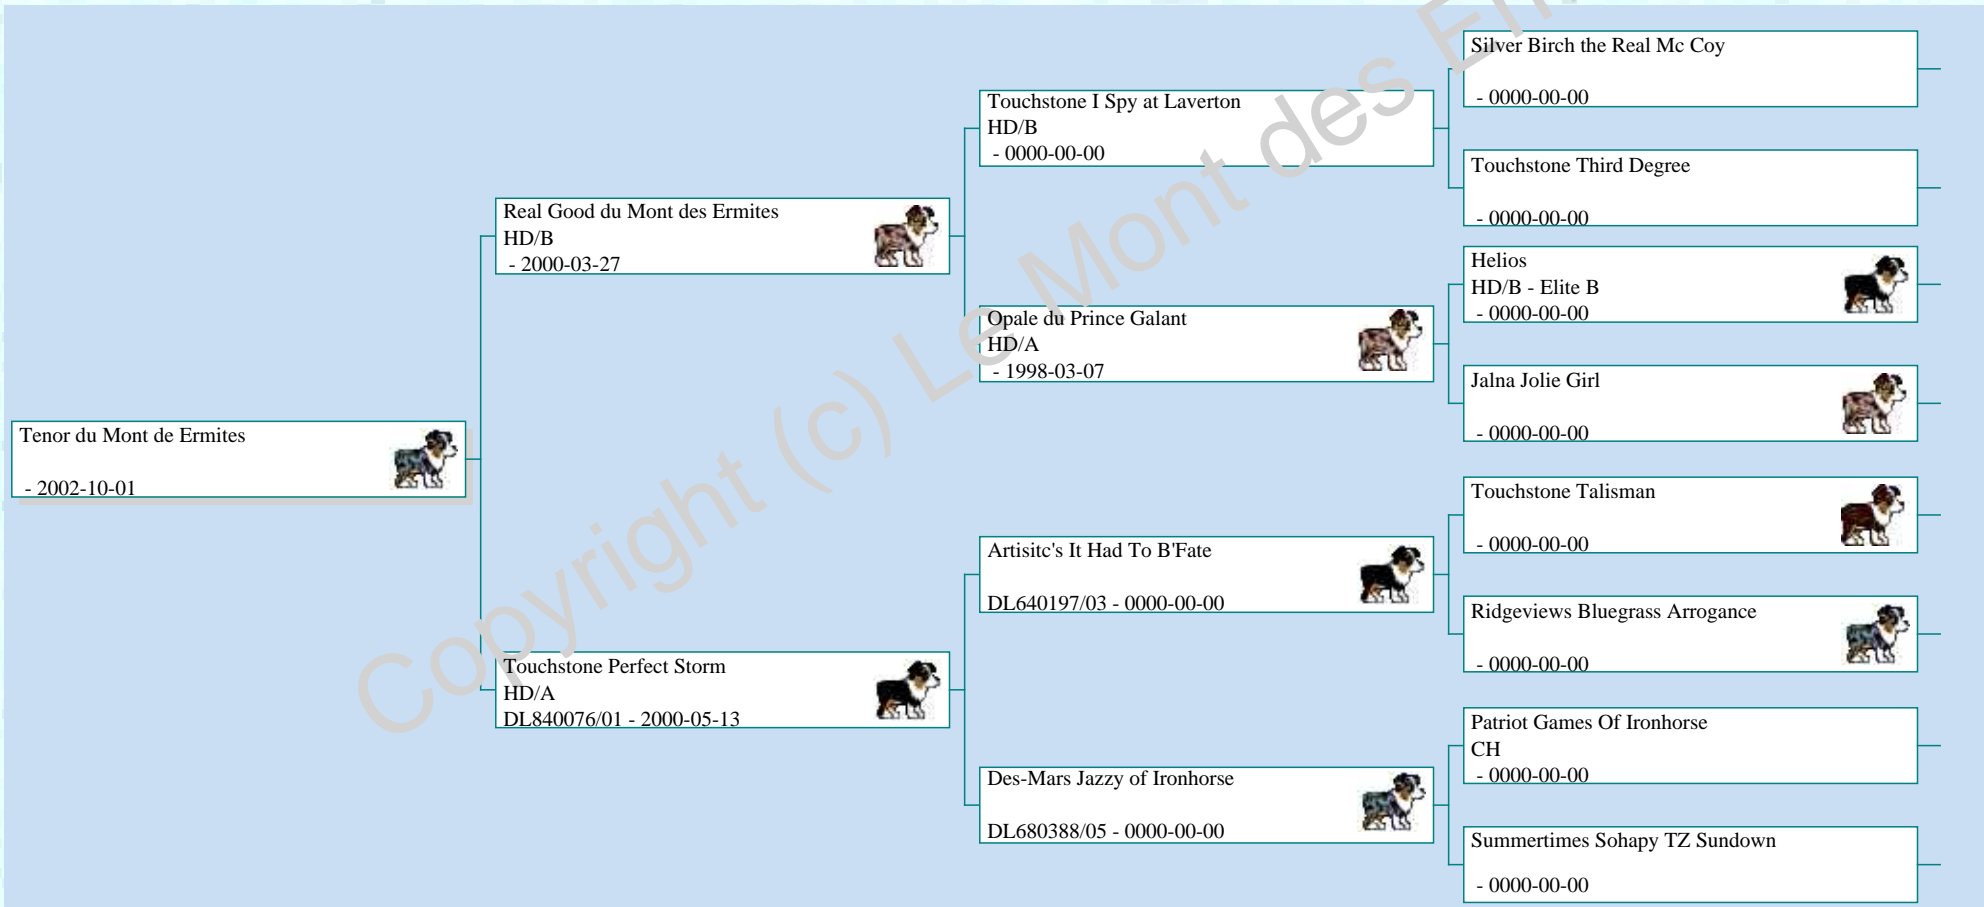 Tenor du Mont de Ermites
- 2002-10-01
Real Good du Mont des Ermites
HD/B
- 2000-03-27
Touchstone Perfect Storm
HD/A
DL840076/01 - 2000-05-13
Touchstone I Spy at Laverton
HD/B
- 0000-00-00
Opale du Prince Galant
HD/A
- 1998-03-07
Artisitc's It Had To B'Fate
DL640197/03 - 0000-00-00
Des-Mars Jazzy of Ironhorse
DL680388/05 - 0000-00-00
Silver Birch the Real Mc Coy
- 0000-00-00
Touchstone Third Degree
- 0000-00-00
Helios
HD/B - Elite B
- 0000-00-00
Jalna Jolie Girl
- 0000-00-00
Touchstone Talisman
- 0000-00-00
Ridgeviews Bluegrass Arrogance
- 0000-00-00
Patriot Games Of Ironhorse
CH
- 0000-00-00
Summertimes Sohapy TZ Sundown
- 0000-00-00
Copyright (c) Le Mont des